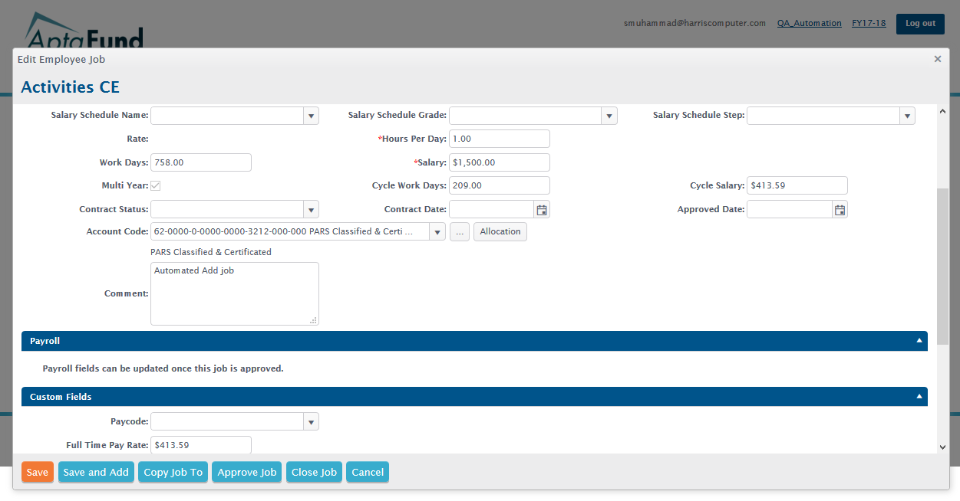 smuhammad@harriscomputer.com QA_Automation FY17-18 Log out
AptaFund
Edit Employee Job ×
Activities CE
Salary Schedule Name: Salary Schedule Grade: Salary Schedule Step:
Rate: *Hours Per Day: 1.00
Work Days: 758.00 *Salary: $1,500.00
Multi Year: Cycle Work Days: 209.00 Cycle Salary: $413.59
Contract Status: Contract Date: Approved Date:
Account Code: 62-0000-0-0000-0000-3212-000-000 PARS Classified & Certi ... ... Allocation
PARS Classified & Certificated
Comment: Automated Add job
Payroll
Payroll fields can be updated once this job is approved.
Custom Fields
Paycode:
Full Time Pay Rate: $413.59
Save Save and Add Copy Job To Approve Job Close Job Cancel